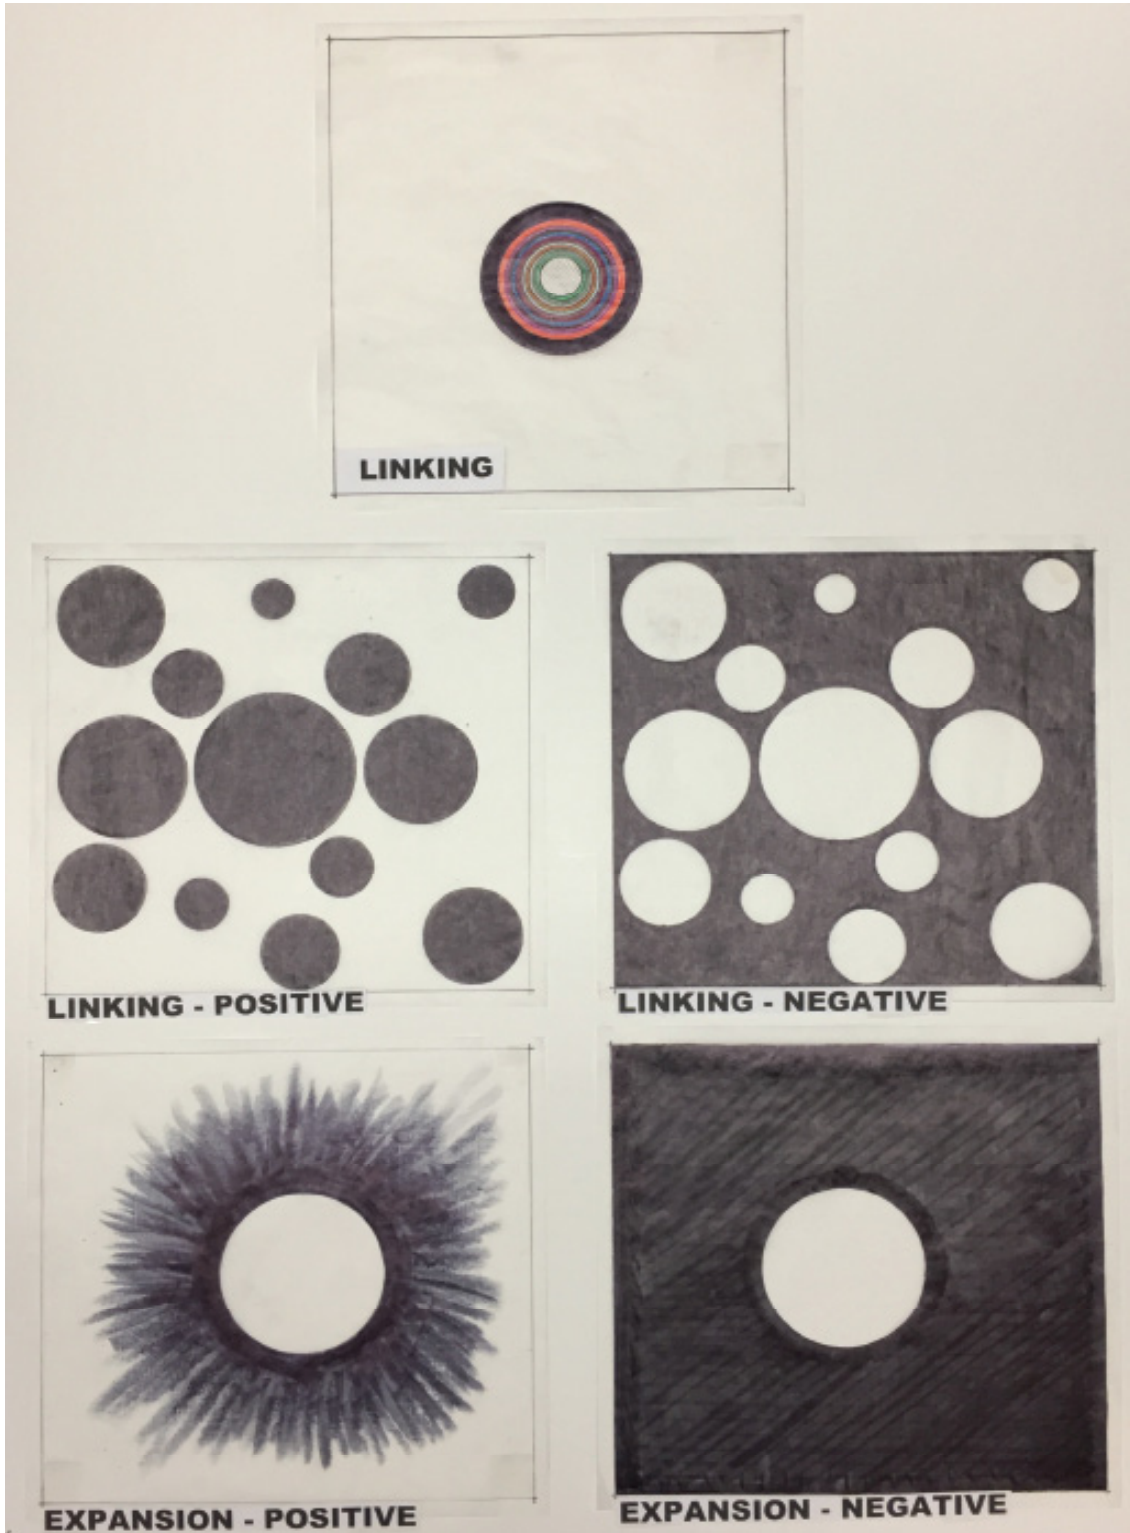 LINKING
LINKING - POSITIVE
LINKING - NEGATIVE
EXPANSION - POSITIVE
EXPANSION - NEGATIVE